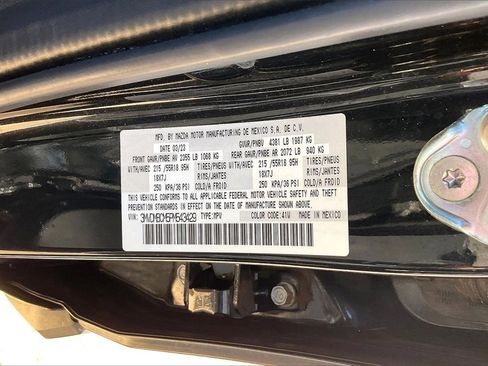 MFD. BY MAZDA MOTOR MANUFACTURING DE MEXICO S.A. DE C.V.
DATE 03/23 GVWR/PNBV 4381 LB 1987 KG
FRONT GAWR/PNBE AV 2355 LB 1068 KG REAR GAWR/PNBE AR 2072 LB 940 KG
WITH/AVEC 215 /55R18 95H TIRES/PNEUS WITH/AVEC 215 /55R18 95H TIRES/PNEUS
18X7J RIMS/JANTES 18X7J RIMS/JANTES
250 KPA/36 PSI COLD/A FROID 250 KPA/36 PSI COLD/A FROID
THIS VEHICLE CONFORMS TO ALL APPLICABLE FEDERAL MOTOR VEHICLE SAFETY AND THEFT
PREVENTION STANDARDS IN EFFECT ON THE DATE OF MANUFACTURE SHOWN ABOVE.
VIN: TYPE:MPV COLOR CODE:41W MADE IN MEXICO